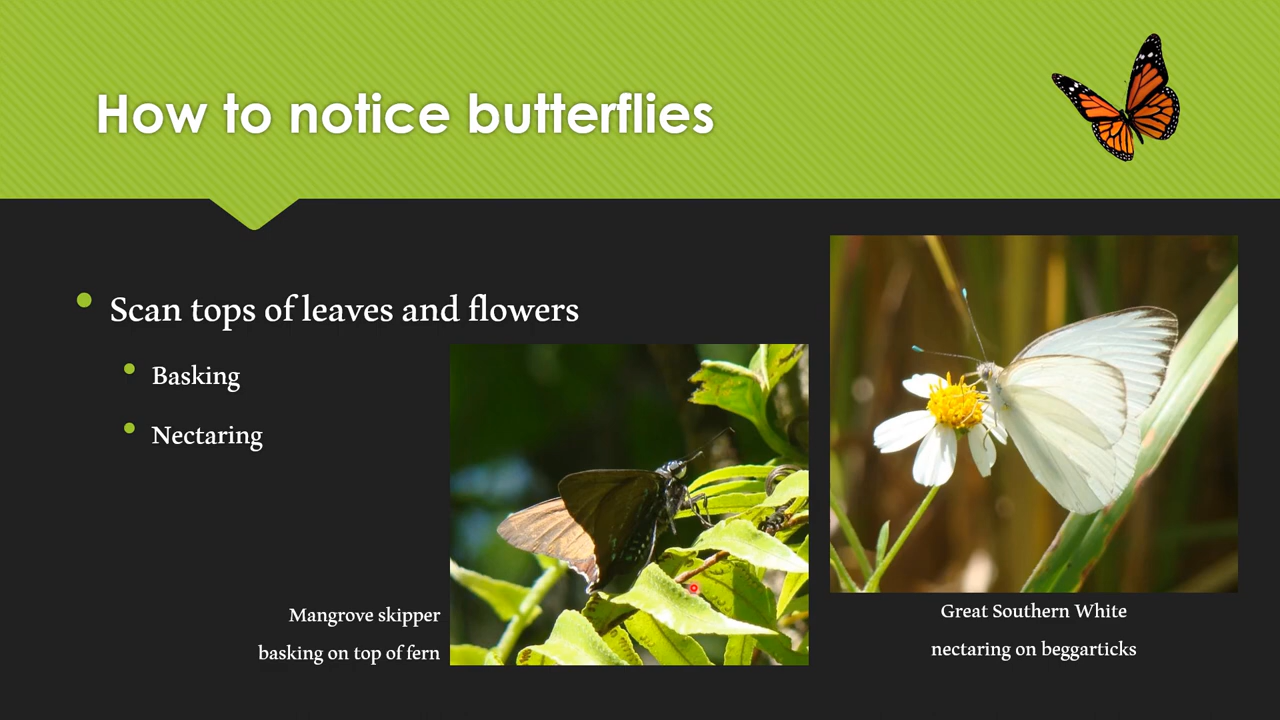 How to notice butterflies
Scan tops of leaves and flowers
Basking
Nectaring
Mangrove skipper
basking on top of fern
Great Southern White
nectaring on beggarticks